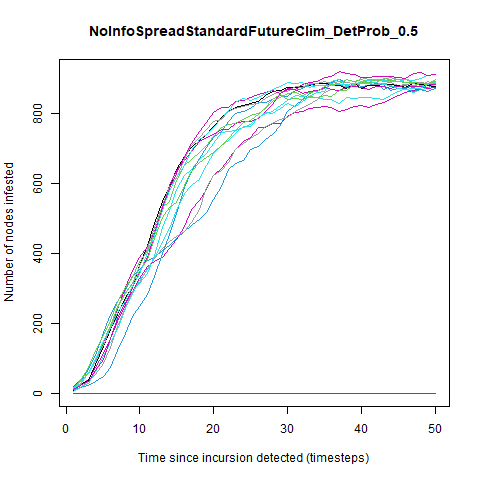 NoInfoSpreadStandardFutureClim_DetProb_0.5
Number of nodes infested
800
600
400
200
0
0 10 20 30 40 50
Time since incursion detected (timesteps)